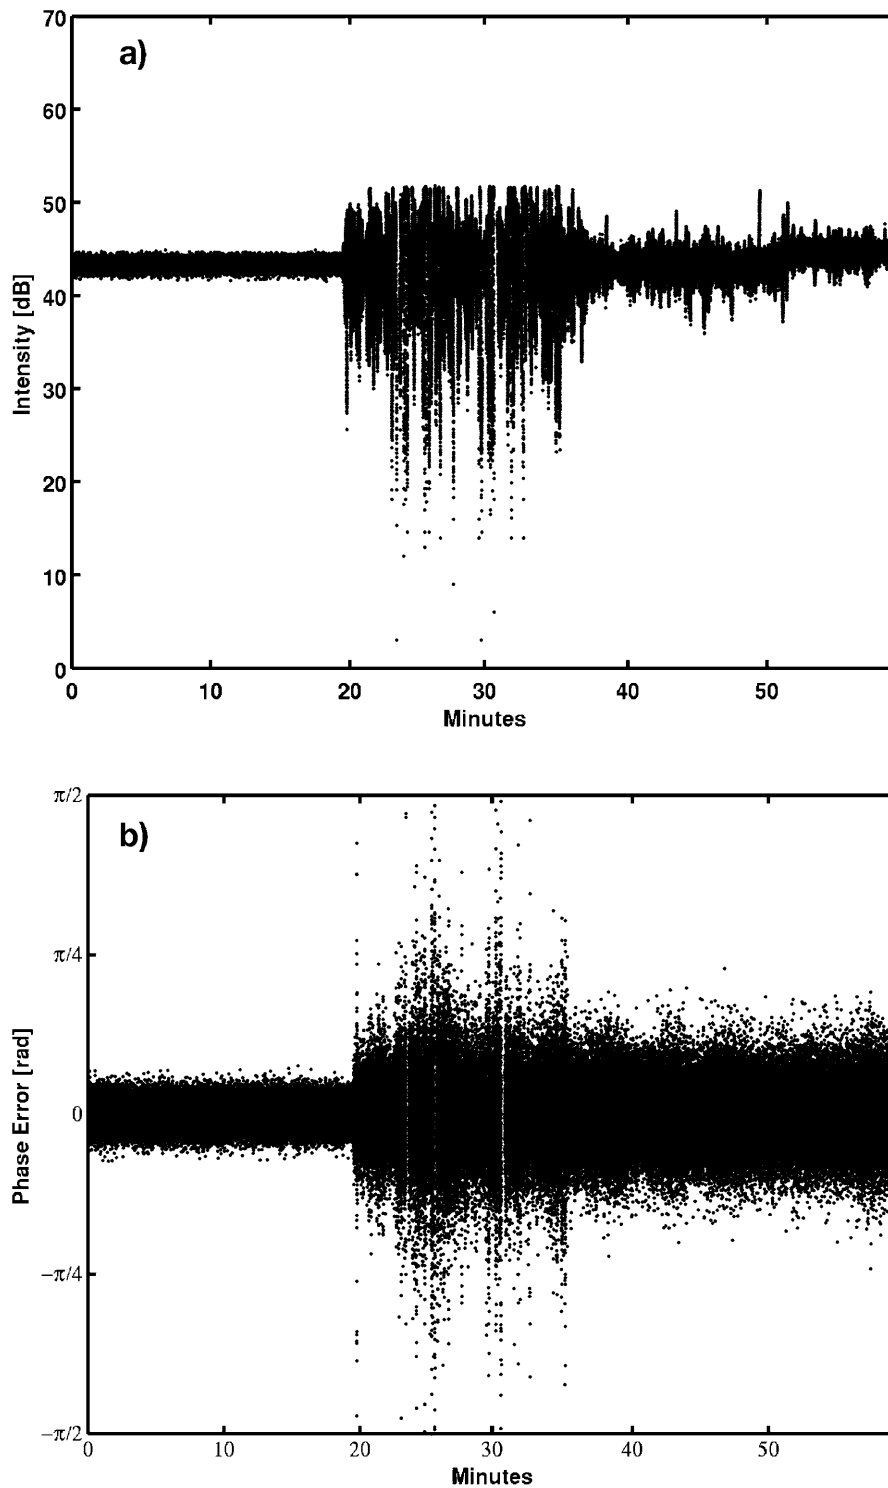 a)
70
60
50
40
30
20
10
0
Intensity [dB]
0 10 20 30 40 50
Minutes
b)
π/2
π/4
0
−π/4
−π/2
Phase Error [rad]
0 10 20 30 40 50
Minutes